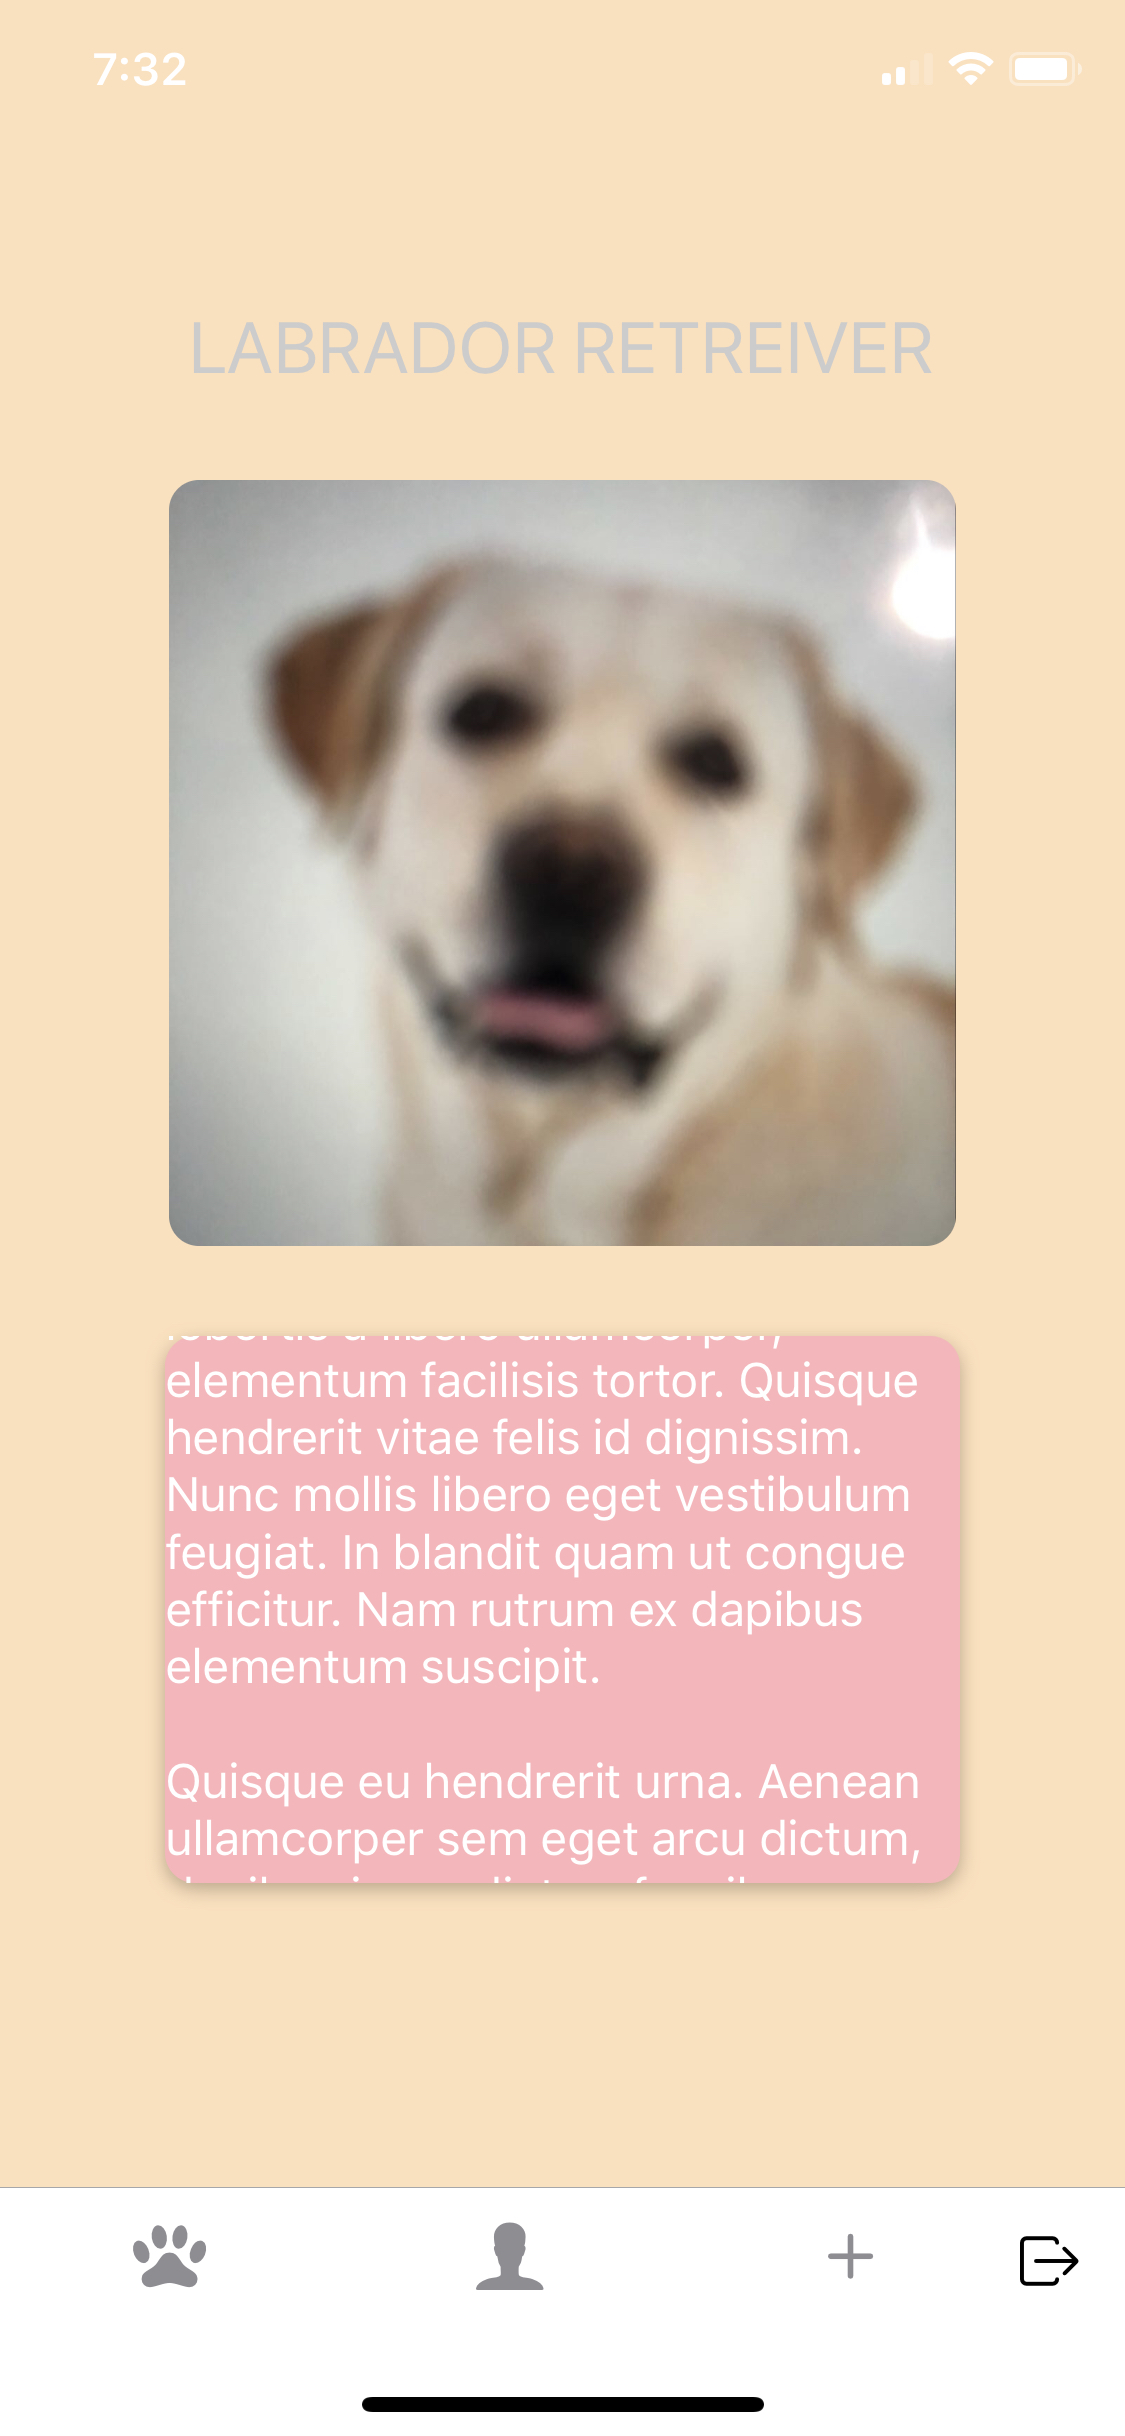 7:32
LABRADOR RETREIVER
elementum facilisis tortor. Quisque
hendrerit vitae felis id dignissim.
Nunc mollis libero eget vestibulum
feugiat. In blandit quam ut congue
efficitur. Nam rutrum ex dapibus
elementum suscipit.
Quisque eu hendrerit urna. Aenean
ullamcorper sem eget arcu dictum,